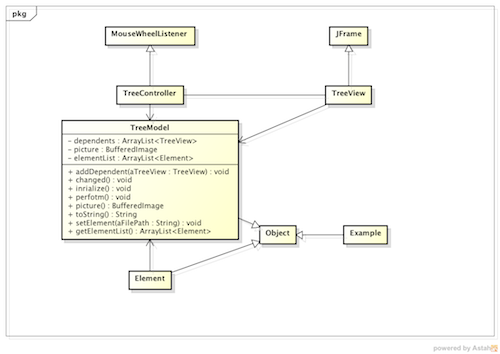 pkg
MouseWheelListener
JFrame
TreeController
TreeView
TreeModel
- dependents : ArrayList<TreeView>
- picture : BufferedImage
- elementList : ArrayList<Element>
+ addDependent(aTreeView : TreeView) : void
+ changed() : void
+ inrialize() : void
+ perfotm() : void
+ picture() : BufferedImage
+ toString() : String
+ setElement(aFilePath : String) : void
+ getElementList() : ArrayList<Element>
Object
Example
Element
powered by Astah